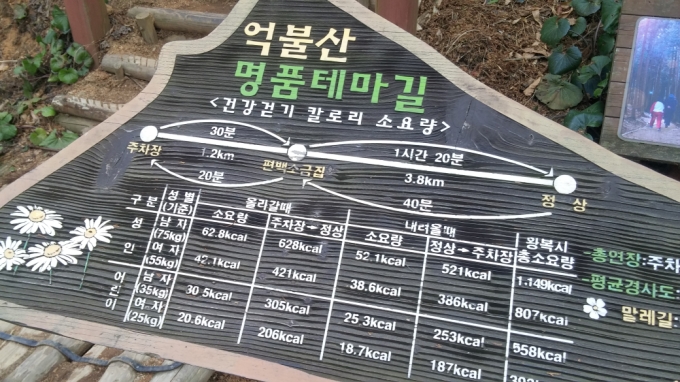 억불산
명품테마길
<건강걷기 칼로리 소요량>
30분
1시간 20분
주차장 1.2km 편백소금집 3.8km 정상
20분
40분
구분 성별(기준) 올라갈때 내려올때 왕복시 총소요량
소요량 주차장→정상 소요량 정상→주차장
성인 남자(75kg) 62.8kcal 628kcal 52.1kcal 521kcal 1.149kcal
여자(55kg) 42.1kcal 421kcal 38.6kcal 386kcal 807kcal
어린이 남자(35kg) 30.5kcal 305kcal 25.3kcal 253kcal 558kcal
여자(25kg) 20.6kcal 206kcal 18.7kcal 187kcal
-총연장:주차
-평균경사도:
말레길